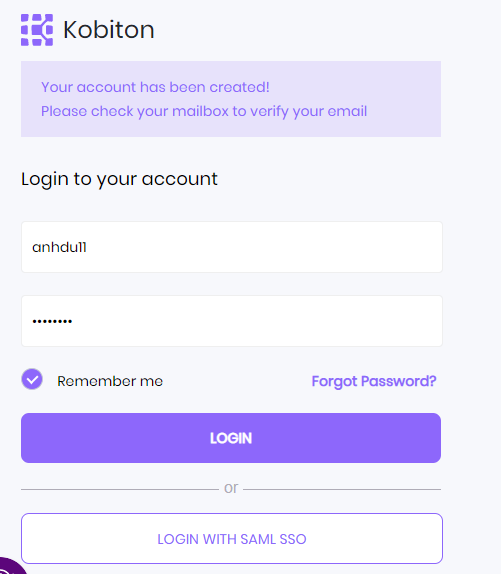 Kobiton
Your account has been created!
Please check your mailbox to verify your email
Login to your account
anhdu11
••••••••
Remember me
Forgot Password?
LOGIN
or
LOGIN WITH SAML SSO